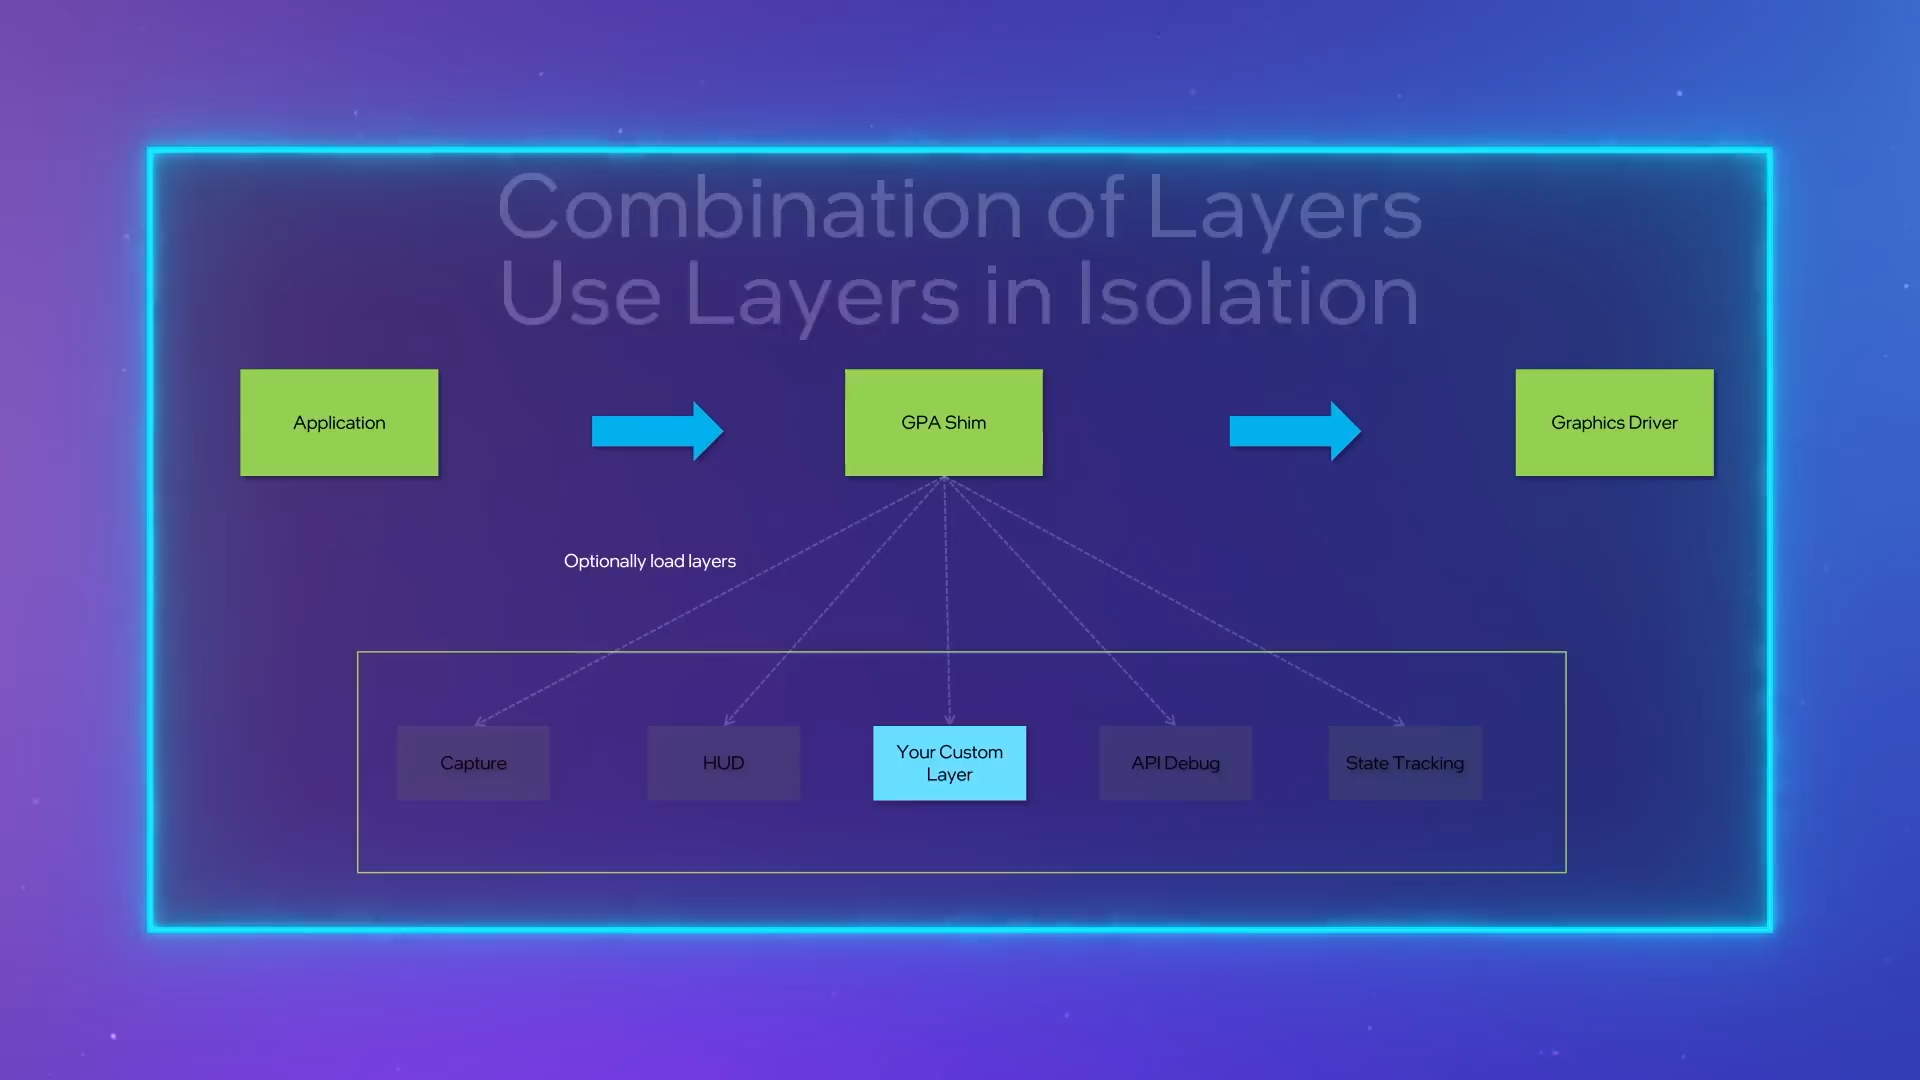 Combination of Layers
Use Layers in Isolation
Application
GPA Shim
Graphics Driver
Optionally load layers
Capture
HUD
Your Custom
Layer
API Debug
State Tracking